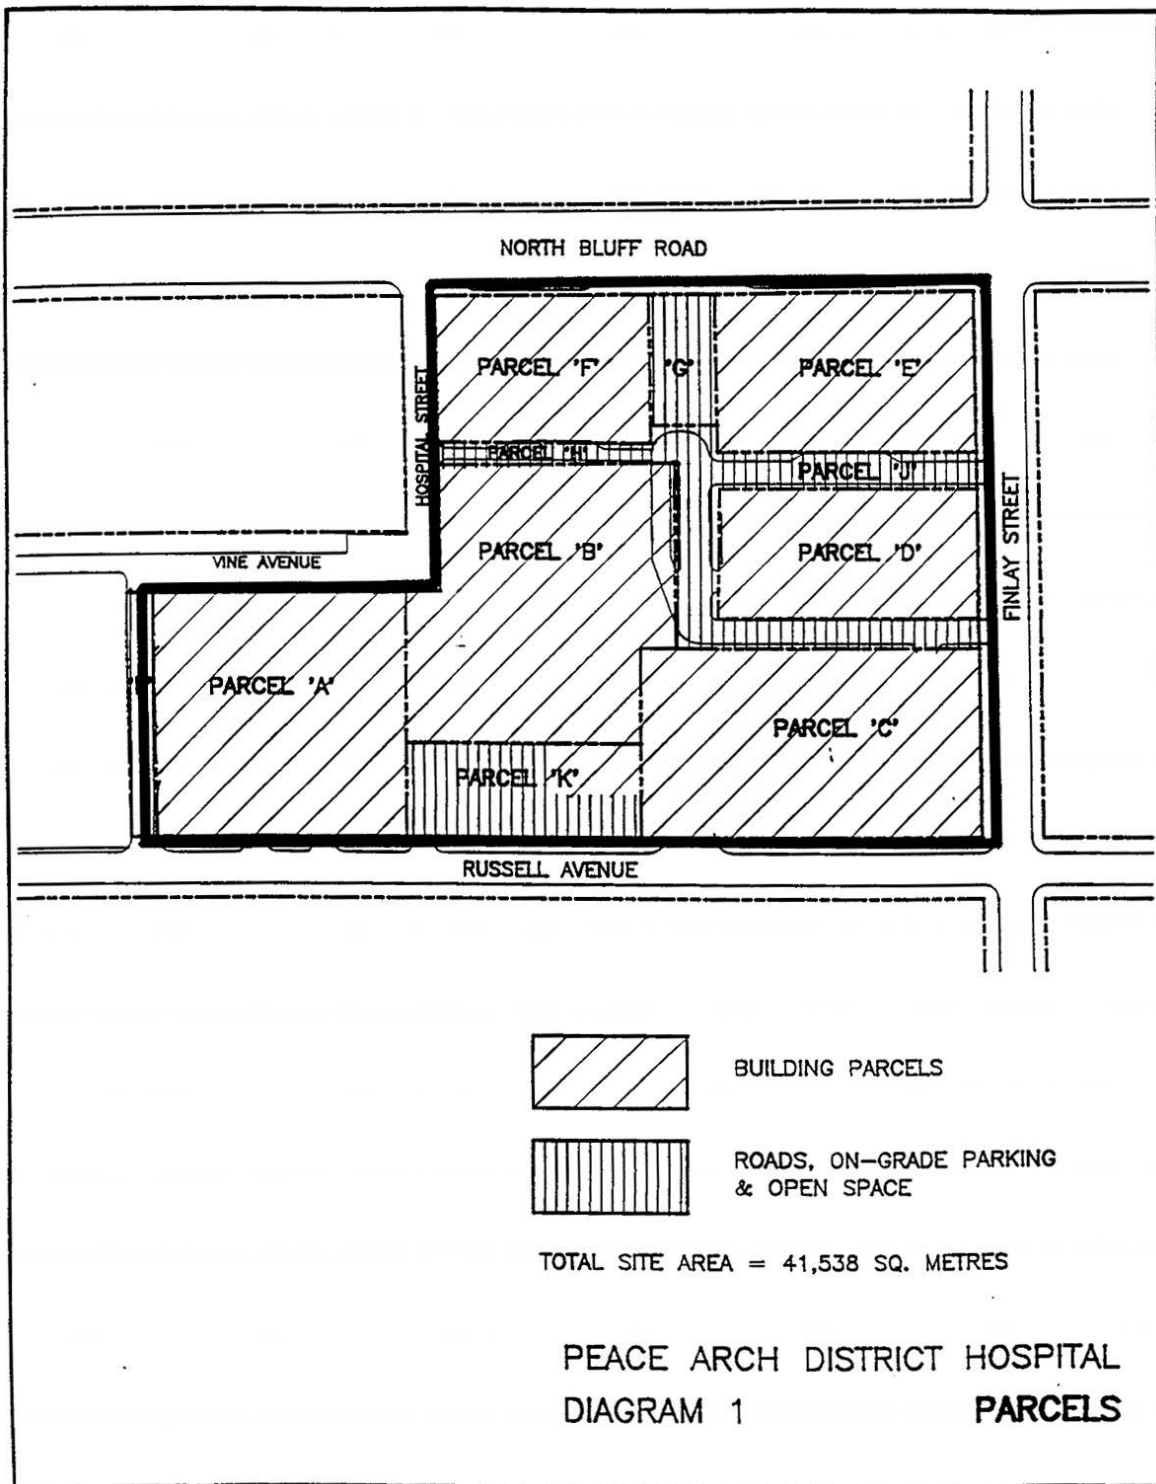 NORTH BLUFF ROAD
PARCEL 'F'
'G'
PARCEL 'E'
HOSPITAL STREET
PARCEL 'H'
PARCEL 'J'
FINLAY STREET
VINE AVENUE
PARCEL 'B'
PARCEL 'D'
PARCEL 'A'
PARCEL 'C'
PARCEL 'K'
RUSSELL AVENUE
BUILDING PARCELS
ROADS, ON-GRADE PARKING
& OPEN SPACE
TOTAL SITE AREA = 41,538 SQ. METRES
PEACE ARCH DISTRICT HOSPITAL
DIAGRAM 1 PARCELS